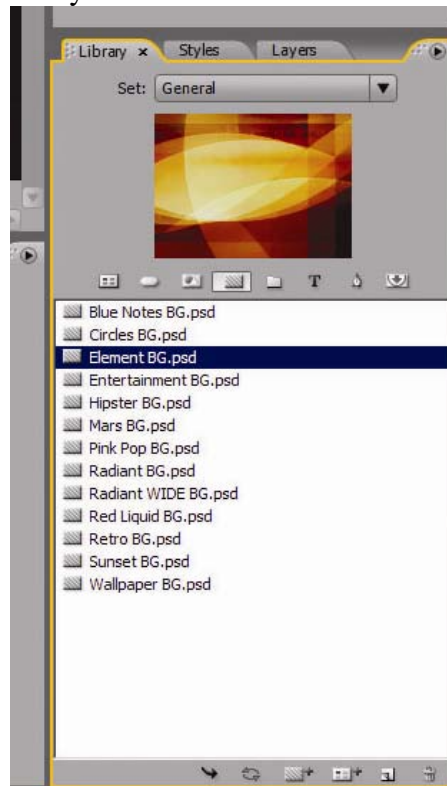 Library × Styles Layers
Set: General
T
Blue Notes BG.psd
Circles BG.psd
Element BG.psd
Entertainment BG.psd
Hipster BG.psd
Mars BG.psd
Pink Pop BG.psd
Radiant BG.psd
Radiant WIDE BG.psd
Red Liquid BG.psd
Retro BG.psd
Sunset BG.psd
Wallpaper BG.psd